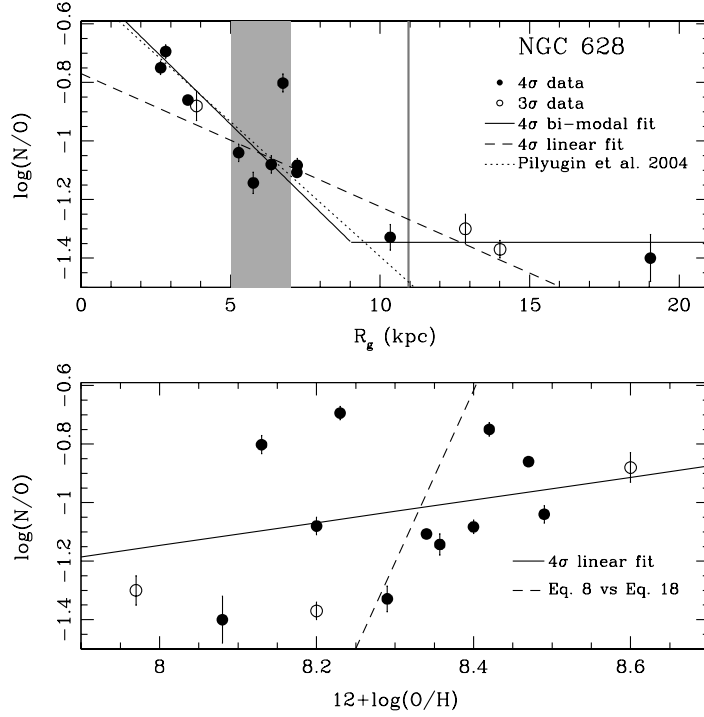 −0.6
−0.8
−1
−1.2
−1.4
log(N/O)
NGC 628
4σ data
3σ data
4σ bi-modal fit
4σ linear fit
Pilyugin et al. 2004
0
5
10
15
20
R_g (kpc)
−0.6
−0.8
−1
−1.2
−1.4
log(N/O)
4σ linear fit
Eq. 8 vs Eq. 18
8
8.2
8.4
8.6
12+log(O/H)